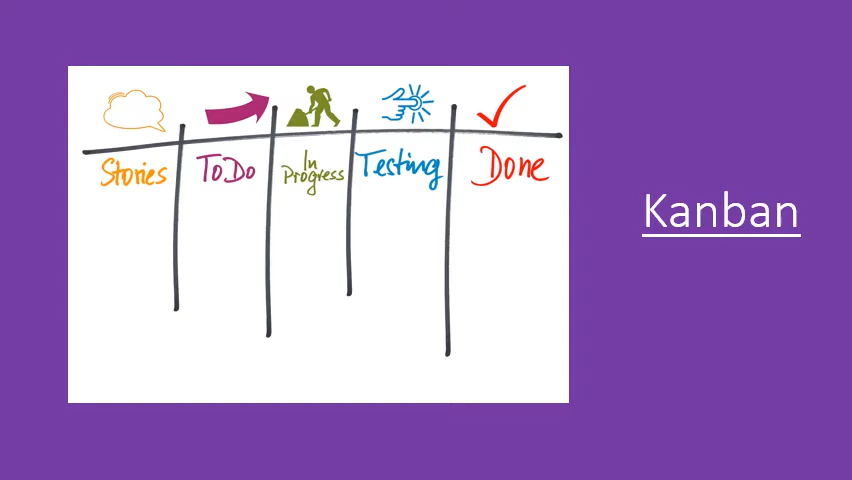 Stories
ToDo
In
Progress
Testing
Done
Kanban